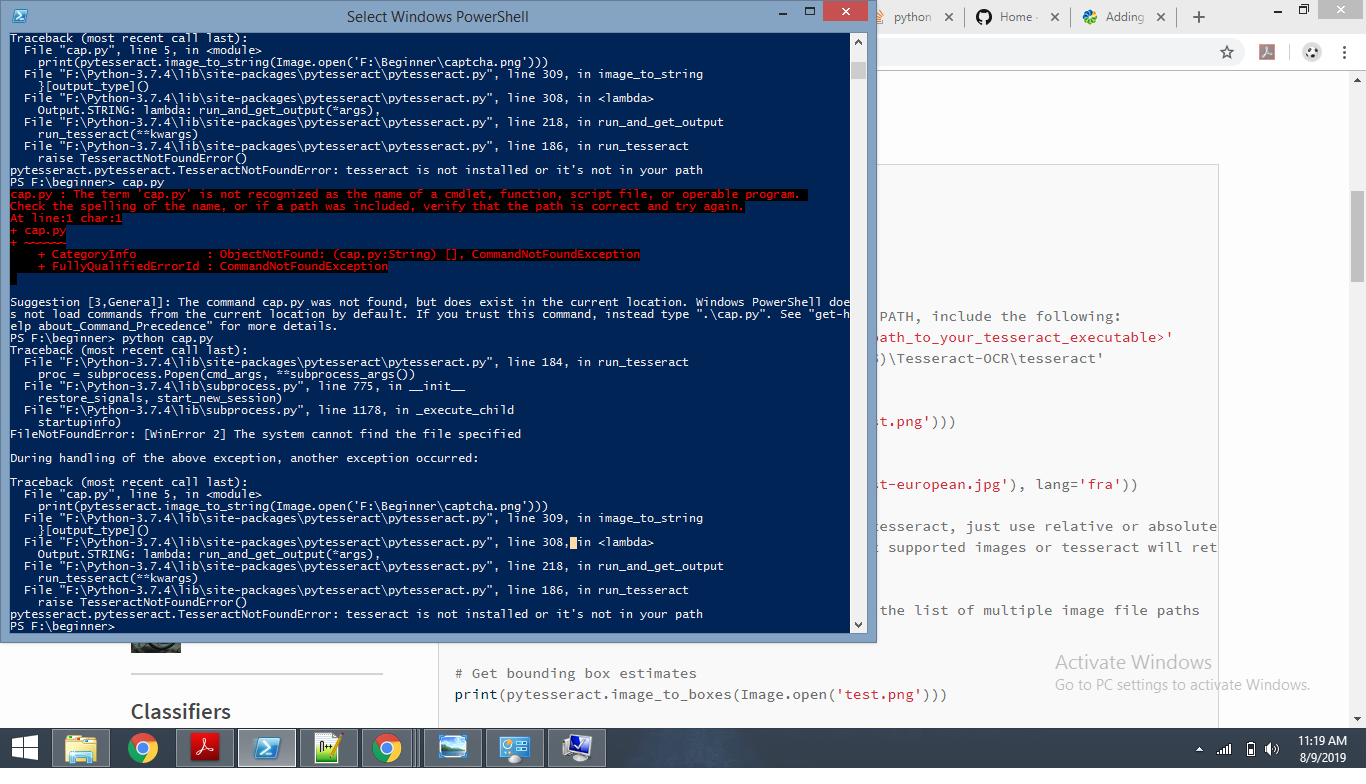 Select Windows PowerShell
python
Home -
Adding
Traceback (most recent call last):
File "cap.py", line 5, in <module>
print(pytesseract.image_to_string(Image.open('F:\Beginner\captcha.png')))
File "F:\Python-3.7.4\lib\site-packages\pytesseract\pytesseract.py", line 309, in image_to_string
}[output_type]()
File "F:\Python-3.7.4\lib\site-packages\pytesseract\pytesseract.py", line 308, in <lambda>
Output.STRING: lambda: run_and_get_output(*args),
File "F:\Python-3.7.4\lib\site-packages\pytesseract\pytesseract.py", line 218, in run_and_get_output
run_tesseract(**kwargs)
File "F:\Python-3.7.4\lib\site-packages\pytesseract\pytesseract.py", line 186, in run_tesseract
raise TesseractNotFoundError()
pytesseract.pytesseract.TesseractNotFoundError: tesseract is not installed or it's not in your path
PS F:\beginner> cap.py
cap.py : The term 'cap.py' is not recognized as the name of a cmdlet, function, script file, or operable program.
Check the spelling of the name, or if a path was included, verify that the path is correct and try again.
At line:1 char:1
+ cap.py
+ ~~~~~~
+ CategoryInfo : ObjectNotFound: (cap.py:String) [], CommandNotFoundException
+ FullyQualifiedErrorId : CommandNotFoundException
Suggestion [3,General]: The command cap.py was not found, but does exist in the current location. Windows PowerShell doe
s not load commands from the current location by default. If you trust this command, instead type ".\cap.py". See "get-h
elp about_Command_Precedence" for more details.
PS F:\beginner> python cap.py
Traceback (most recent call last):
File "F:\Python-3.7.4\lib\site-packages\pytesseract\pytesseract.py", line 184, in run_tesseract
proc = subprocess.Popen(cmd_args, **subprocess_args())
File "F:\Python-3.7.4\lib\subprocess.py", line 775, in __init__
restore_signals, start_new_session)
File "F:\Python-3.7.4\lib\subprocess.py", line 1178, in _execute_child
startupinfo)
FileNotFoundError: [WinError 2] The system cannot find the file specified
During handling of the above exception, another exception occurred:
Traceback (most recent call last):
File "cap.py", line 5, in <module>
print(pytesseract.image_to_string(Image.open('F:\Beginner\captcha.png')))
File "F:\Python-3.7.4\lib\site-packages\pytesseract\pytesseract.py", line 309, in image_to_string
}[output_type]()
File "F:\Python-3.7.4\lib\site-packages\pytesseract\pytesseract.py", line 308, in <lambda>
Output.STRING: lambda: run_and_get_output(*args),
File "F:\Python-3.7.4\lib\site-packages\pytesseract\pytesseract.py", line 218, in run_and_get_output
run_tesseract(**kwargs)
File "F:\Python-3.7.4\lib\site-packages\pytesseract\pytesseract.py", line 186, in run_tesseract
raise TesseractNotFoundError()
pytesseract.pytesseract.TesseractNotFoundError: tesseract is not installed or it's not in your path
PS F:\beginner>
PATH, include the following:
path_to_your_tesseract_executable>'
)\Tesseract-OCR\tesseract'
st.png')))
st-european.jpg'), lang='fra'))
tesseract, just use relative or absolute
supported images or tesseract will ret
the list of multiple image file paths
# Get bounding box estimates
print(pytesseract.image_to_boxes(Image.open('test.png')))
Classifiers
Activate Windows
Go to PC settings to activate Windows.
11:19 AM
8/9/2019